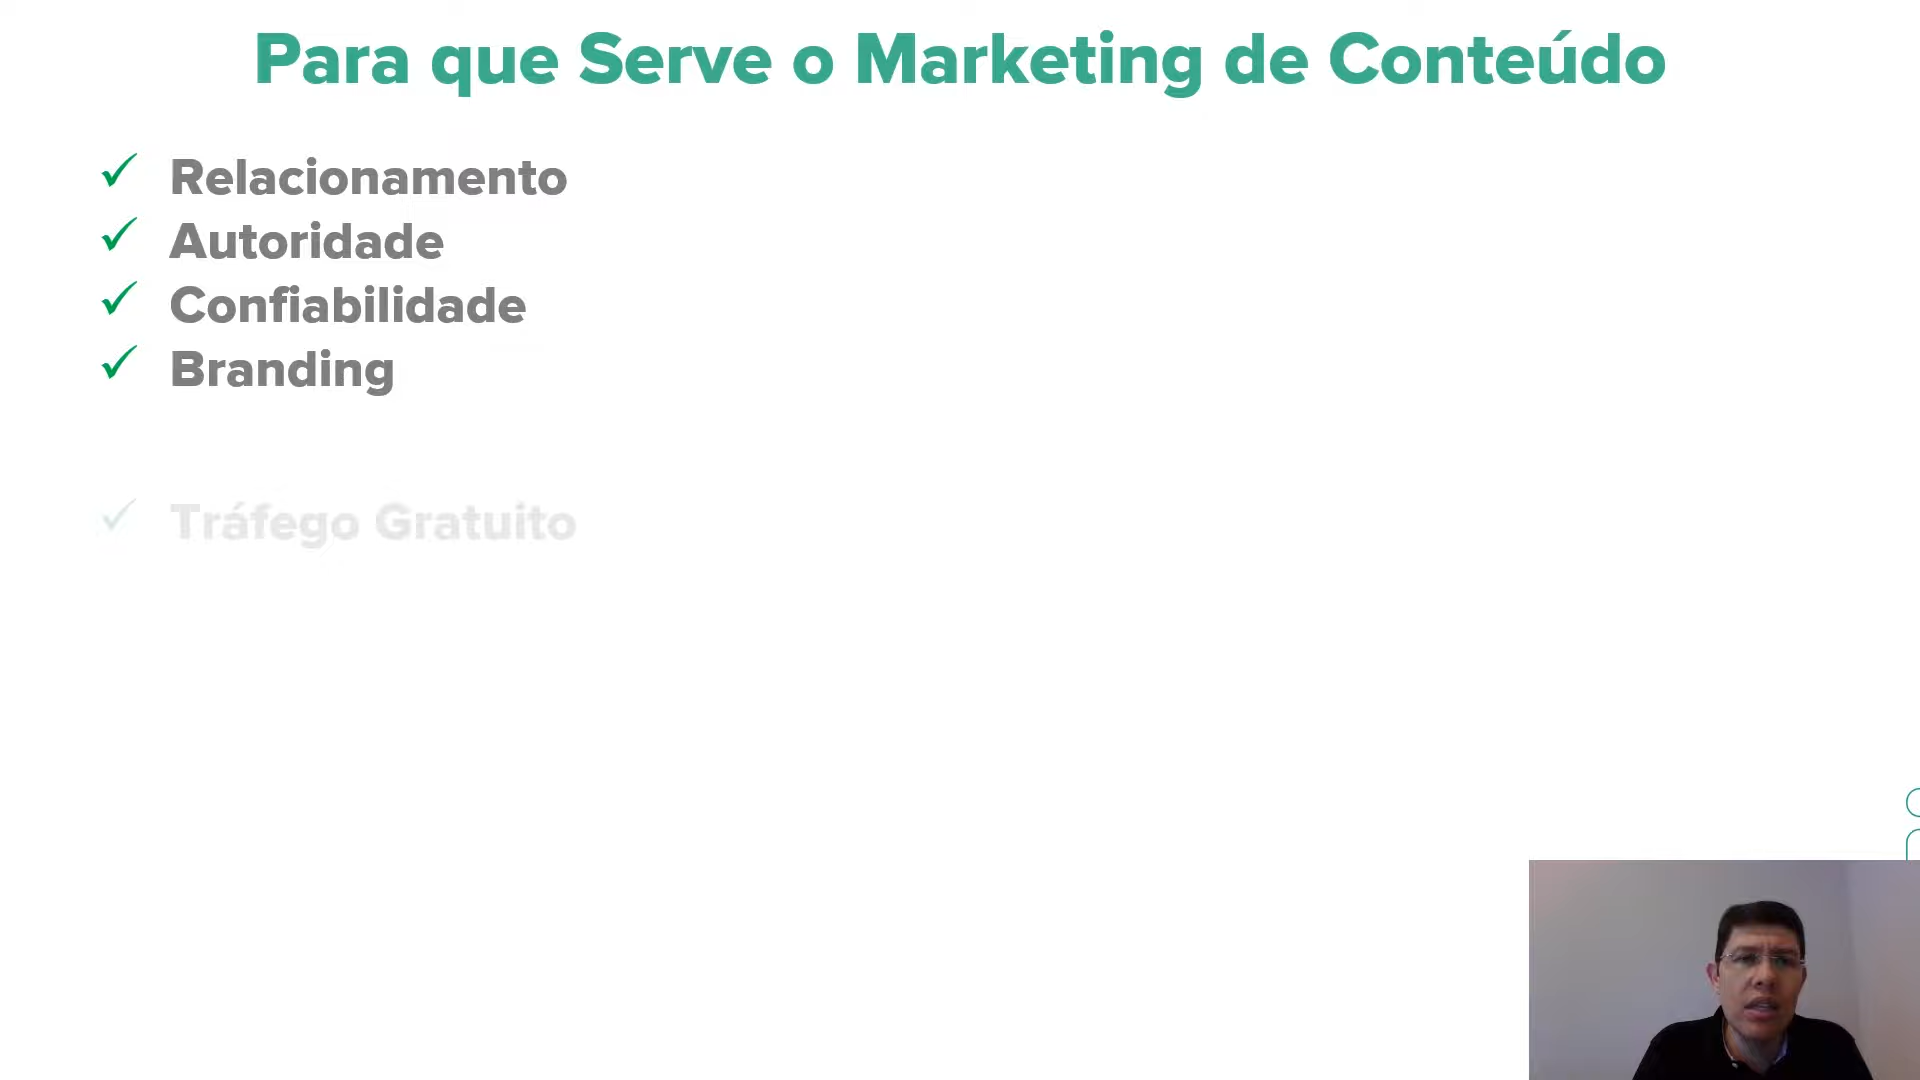 Para que Serve o Marketing de Conteúdo
✓ Relacionamento
✓ Autoridade
✓ Confiabilidade
✓ Branding
✓ Tráfego Gratuito